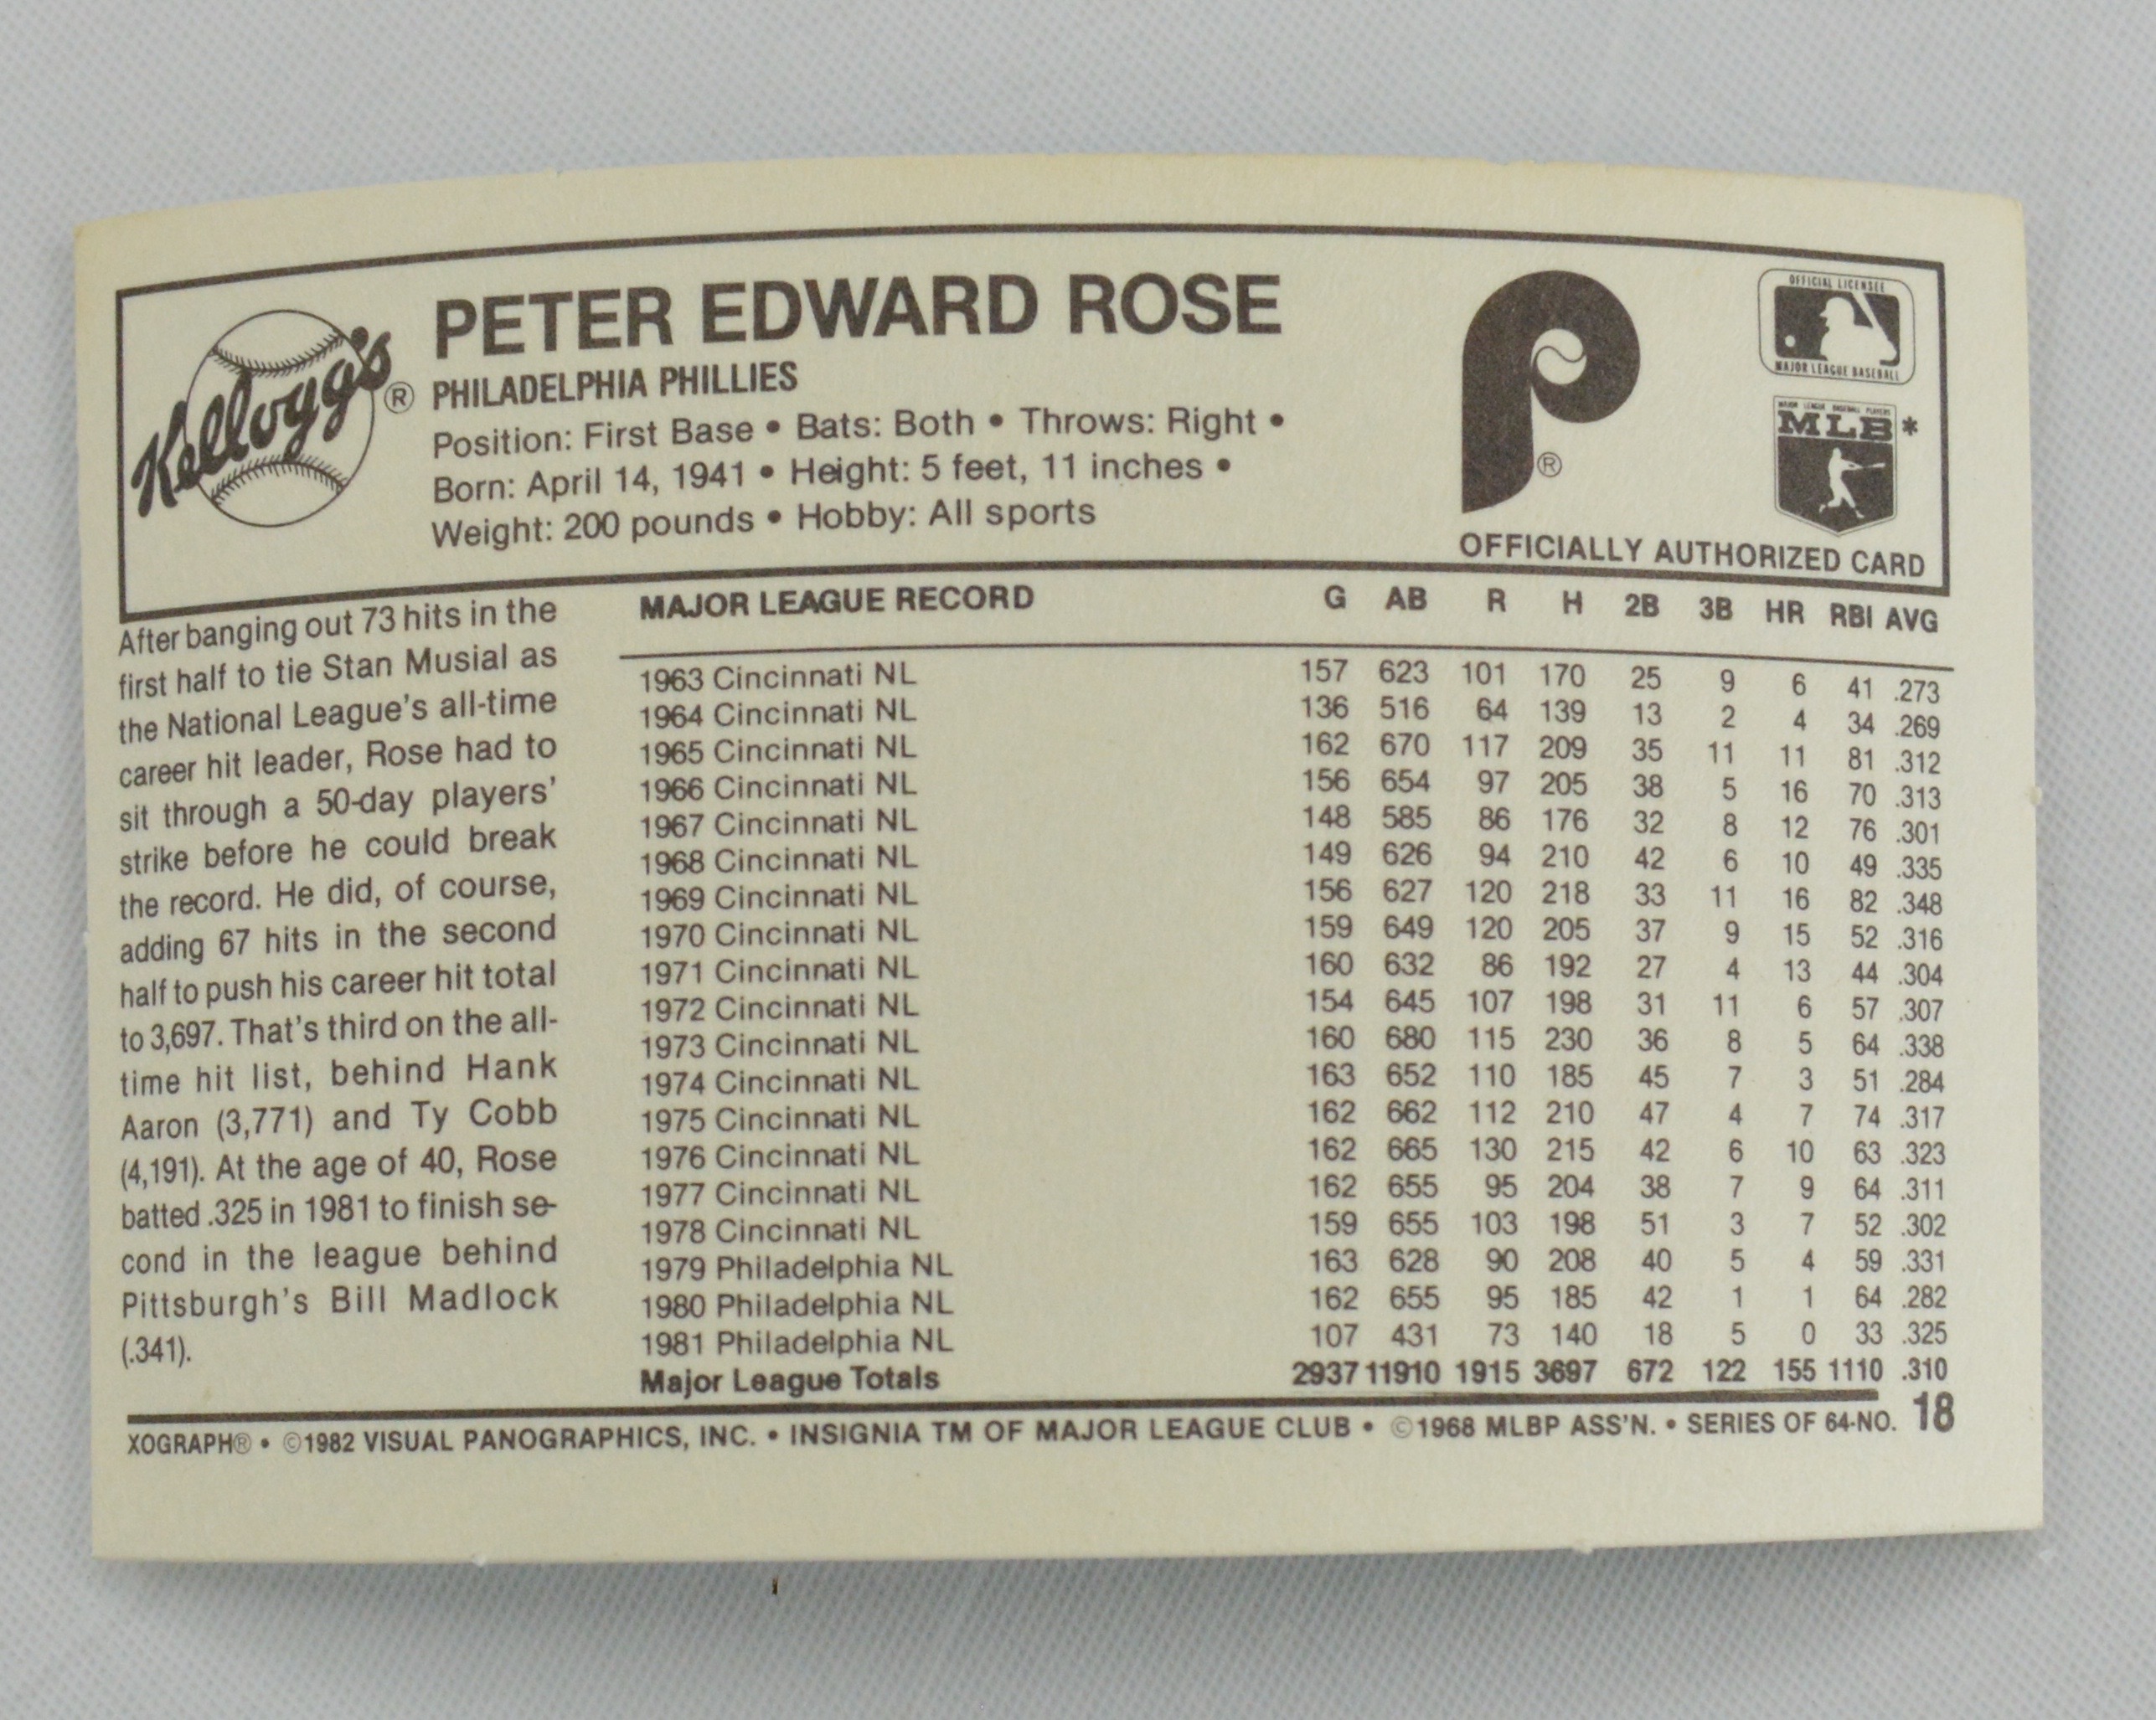 Kellogg's®
PETER EDWARD ROSE
PHILADELPHIA PHILLIES
Position: First Base • Bats: Both • Throws: Right •
Born: April 14, 1941 • Height: 5 feet, 11 inches •
Weight: 200 pounds • Hobby: All sports
P
®
OFFICIAL LICENSEE
MAJOR LEAGUE BASEBALL
MAJOR LEAGUE BASEBALL PLAYERS
MLB*
OFFICIALLY AUTHORIZED CARD
After banging out 73 hits in the
first half to tie Stan Musial as
the National League's all-time
career hit leader, Rose had to
sit through a 50-day players'
strike before he could break
the record. He did, of course,
adding 67 hits in the second
half to push his career hit total
to 3,697. That's third on the all-
time hit list, behind Hank
Aaron (3,771) and Ty Cobb
(4,191). At the age of 40, Rose
batted .325 in 1981 to finish se-
cond in the league behind
Pittsburgh's Bill Madlock
(.341).
MAJOR LEAGUE RECORD G AB R H 2B 3B HR RBI AVG
1963 Cincinnati NL 157 623 101 170 25 9 6 41 .273
1964 Cincinnati NL 136 516 64 139 13 2 4 34 .269
1965 Cincinnati NL 162 670 117 209 35 11 11 81 .312
1966 Cincinnati NL 156 654 97 205 38 5 16 70 .313
1967 Cincinnati NL 148 585 86 176 32 8 12 76 .301
1968 Cincinnati NL 149 626 94 210 42 6 10 49 .335
1969 Cincinnati NL 156 627 120 218 33 11 16 82 .348
1970 Cincinnati NL 159 649 120 205 37 9 15 52 .316
1971 Cincinnati NL 160 632 86 192 27 4 13 44 .304
1972 Cincinnati NL 154 645 107 198 31 11 6 57 .307
1973 Cincinnati NL 160 680 115 230 36 8 5 64 .338
1974 Cincinnati NL 163 652 110 185 45 7 3 51 .284
1975 Cincinnati NL 162 662 112 210 47 4 7 74 .317
1976 Cincinnati NL 162 665 130 215 42 6 10 63 .323
1977 Cincinnati NL 162 655 95 204 38 7 9 64 .311
1978 Cincinnati NL 159 655 103 198 51 3 7 52 .302
1979 Philadelphia NL 163 628 90 208 40 5 4 59 .331
1980 Philadelphia NL 162 655 95 185 42 1 1 64 .282
1981 Philadelphia NL 107 431 73 140 18 5 0 33 .325
Major League Totals 2937 11910 1915 3697 672 122 155 1110 .310
XOGRAPH® • ©1982 VISUAL PANOGRAPHICS, INC. • INSIGNIA TM OF MAJOR LEAGUE CLUB • ©1968 MLBP ASS'N. • SERIES OF 64-NO. 18